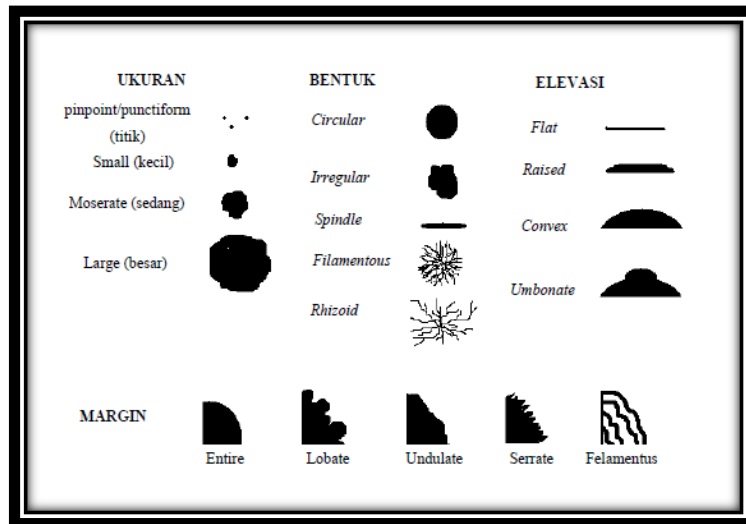 UKURAN
pinpoint/punctiform
(titik)
Small (kecil)
Moserate (sedang)
Large (besar)
BENTUK
Circular
Irregular
Spindle
Filamentous
Rhizoid
ELEVASI
Flat
Raised
Convex
Umbonate
MARGIN
Entire
Lobate
Undulate
Serrate
Felamentus